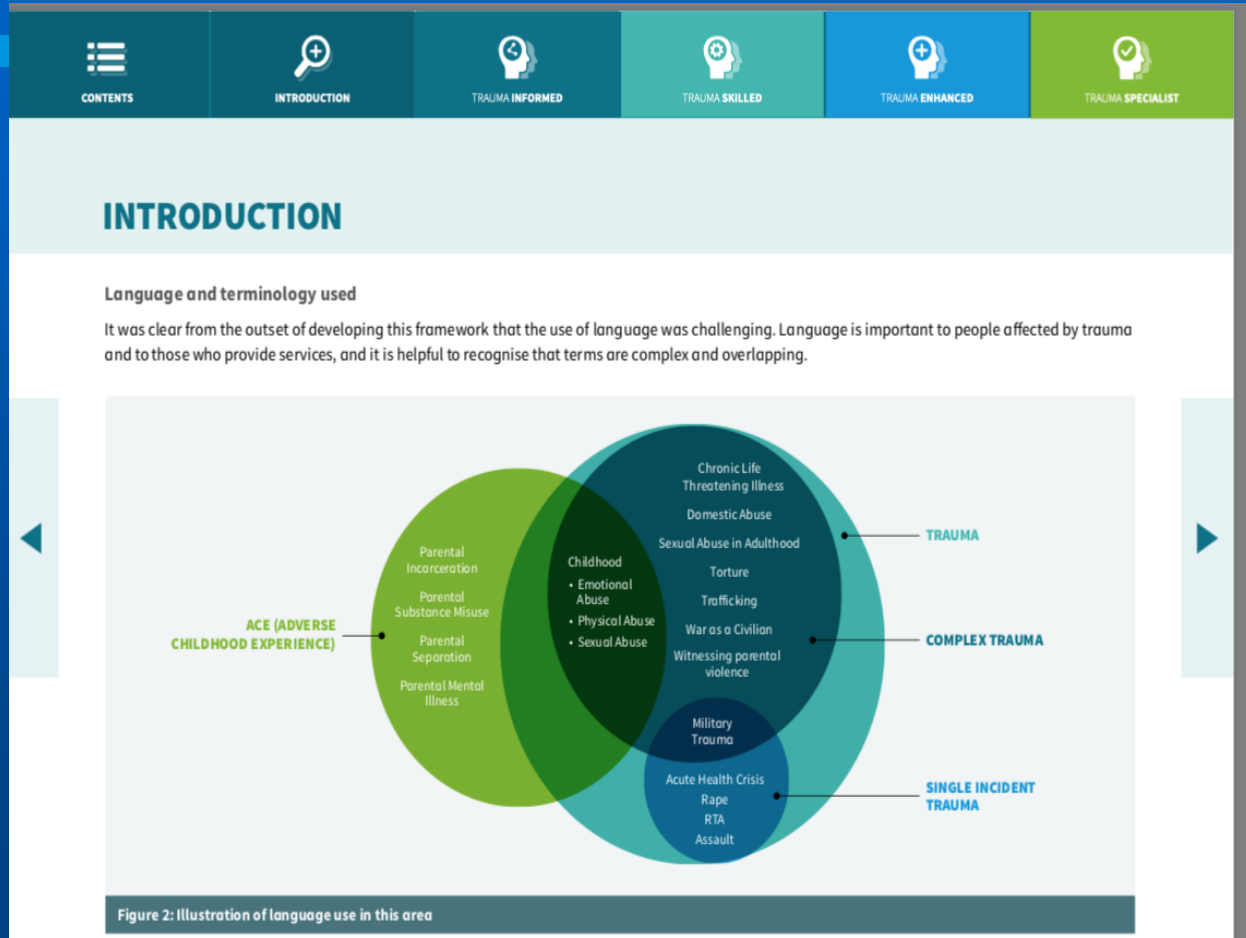 CONTENTS
INTRODUCTION
TRAUMA INFORMED
TRAUMA SKILLED
TRAUMA ENHANCED
TRAUMA SPECIALIST
INTRODUCTION
Language and terminology used
It was clear from the outset of developing this framework that the use of language was challenging. Language is important to people affected by trauma
and to those who provide services, and it is helpful to recognise that terms are complex and overlapping.
ACE (ADVERSE
CHILDHOOD EXPERIENCE)
Parental
Incarceration
Parental
Substance Misuse
Parental
Separation
Parental Mental
Illness
Childhood
• Emotional
Abuse
• Physical Abuse
• Sexual Abuse
Chronic Life
Threatening Illness
Domestic Abuse
Sexual Abuse in Adulthood
Torture
Trafficking
War as a Civilian
Witnessing parental
violence
Military
Trauma
Acute Health Crisis
Rape
RTA
Assault
TRAUMA
COMPLEX TRAUMA
SINGLE INCIDENT
TRAUMA
Figure 2: Illustration of language use in this area